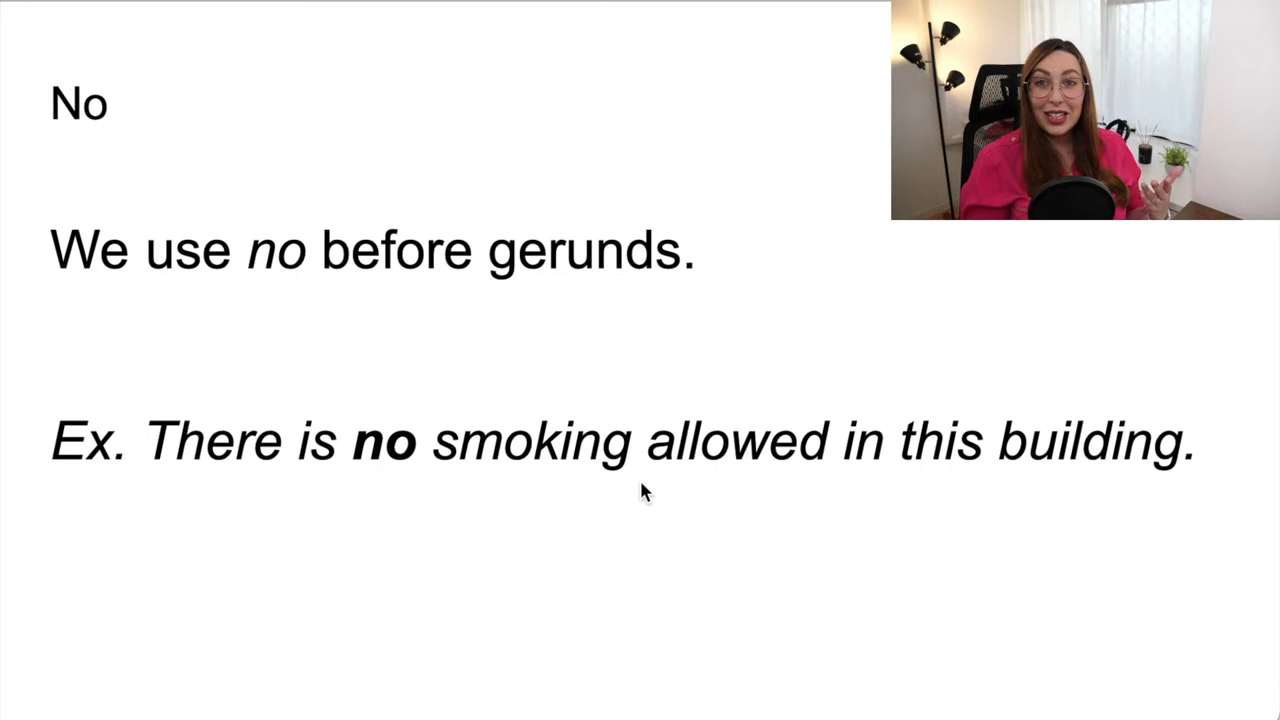 No
We use no before gerunds.
Ex. There is no smoking allowed in this building.